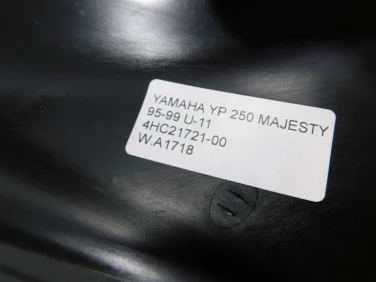 YAMAHA YP 250 MAJESTY
95-99 U-11
4HC21721-00
W.A1718